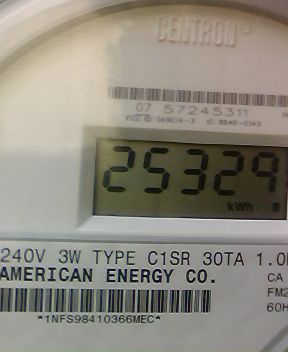 CENTRON®
07 57245311
25329
kWh
240V 3W TYPE C1SR 30TA 1.0
AMERICAN ENERGY CO.
CA
FM2
60H
*1NFS98410366MEC*